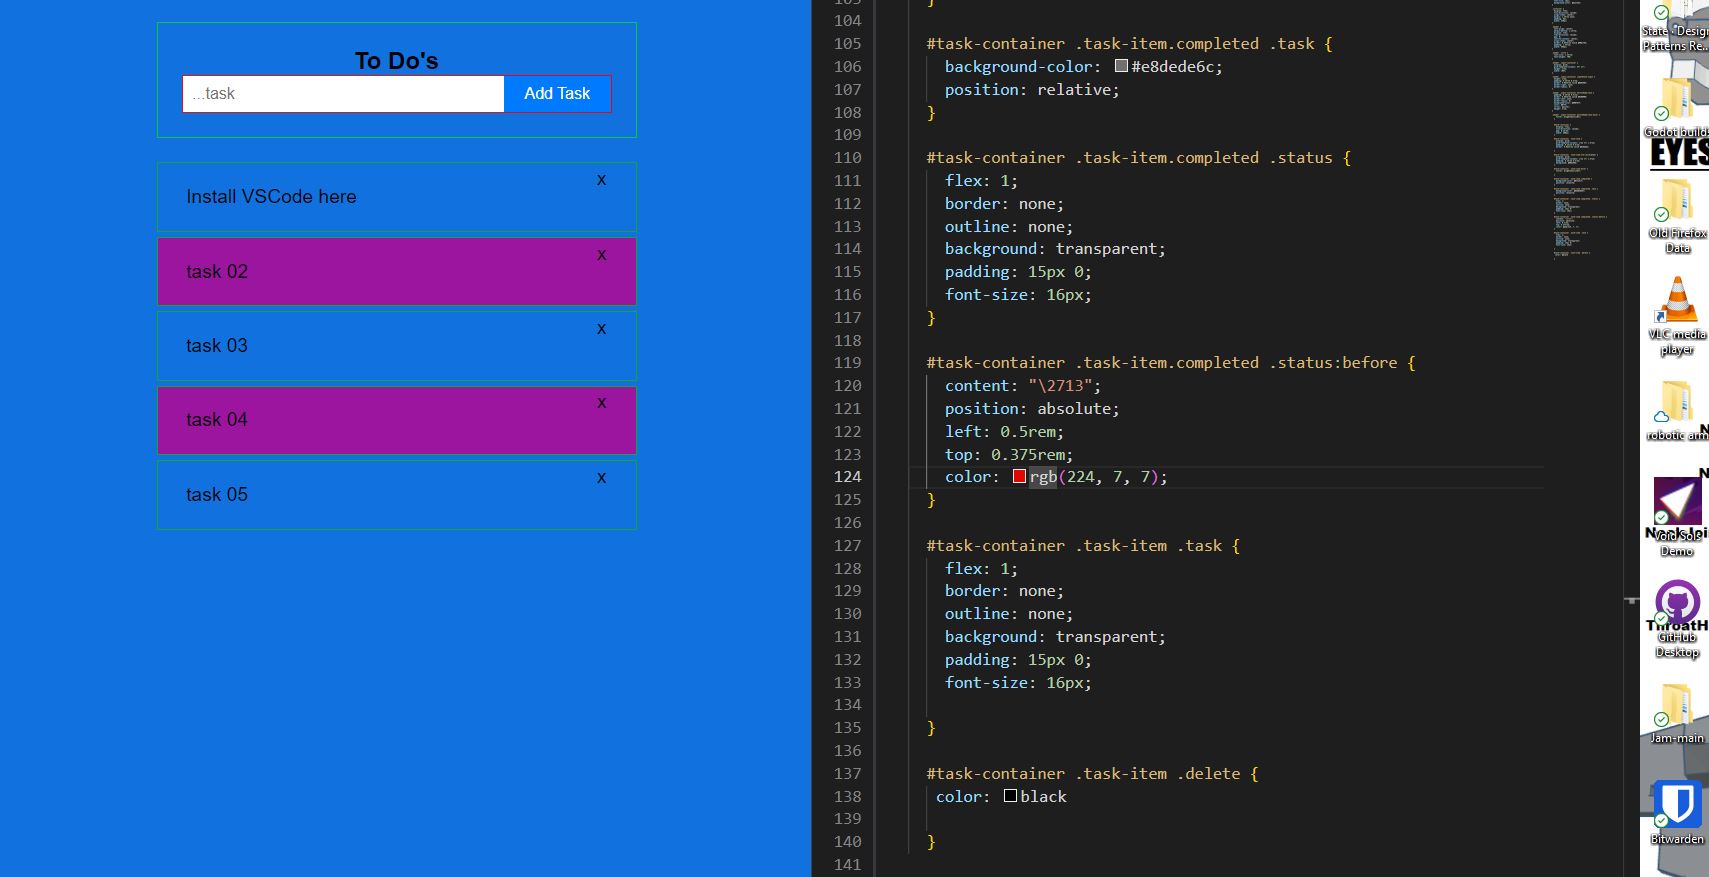 To Do's
...task
Add Task
Install VSCode here
x
task 02
x
task 03
x
task 04
x
task 05
x
104
105 #task-container .task-item.completed .task {
106 background-color: #e8dede6c;
107 position: relative;
108 }
109
110 #task-container .task-item.completed .status {
111 flex: 1;
112 border: none;
113 outline: none;
114 background: transparent;
115 padding: 15px 0;
116 font-size: 16px;
117 }
118
119 #task-container .task-item.completed .status:before {
120 content: "\2713";
121 position: absolute;
122 left: 0.5rem;
123 top: 0.375rem;
124 color: rgb(224, 7, 7);
125 }
126
127 #task-container .task-item .task {
128 flex: 1;
129 border: none;
130 outline: none;
131 background: transparent;
132 padding: 15px 0;
133 font-size: 16px;
134
135 }
136
137 #task-container .task-item .delete {
138 color: black
139
140 }
141
State - Design
Patterns Re...
Godot builds
EYES
Old Firefox
Data
VLC media
player
robotic arm
Void Sols
Demo
GitHub
Desktop
Jam-main
Bitwarden